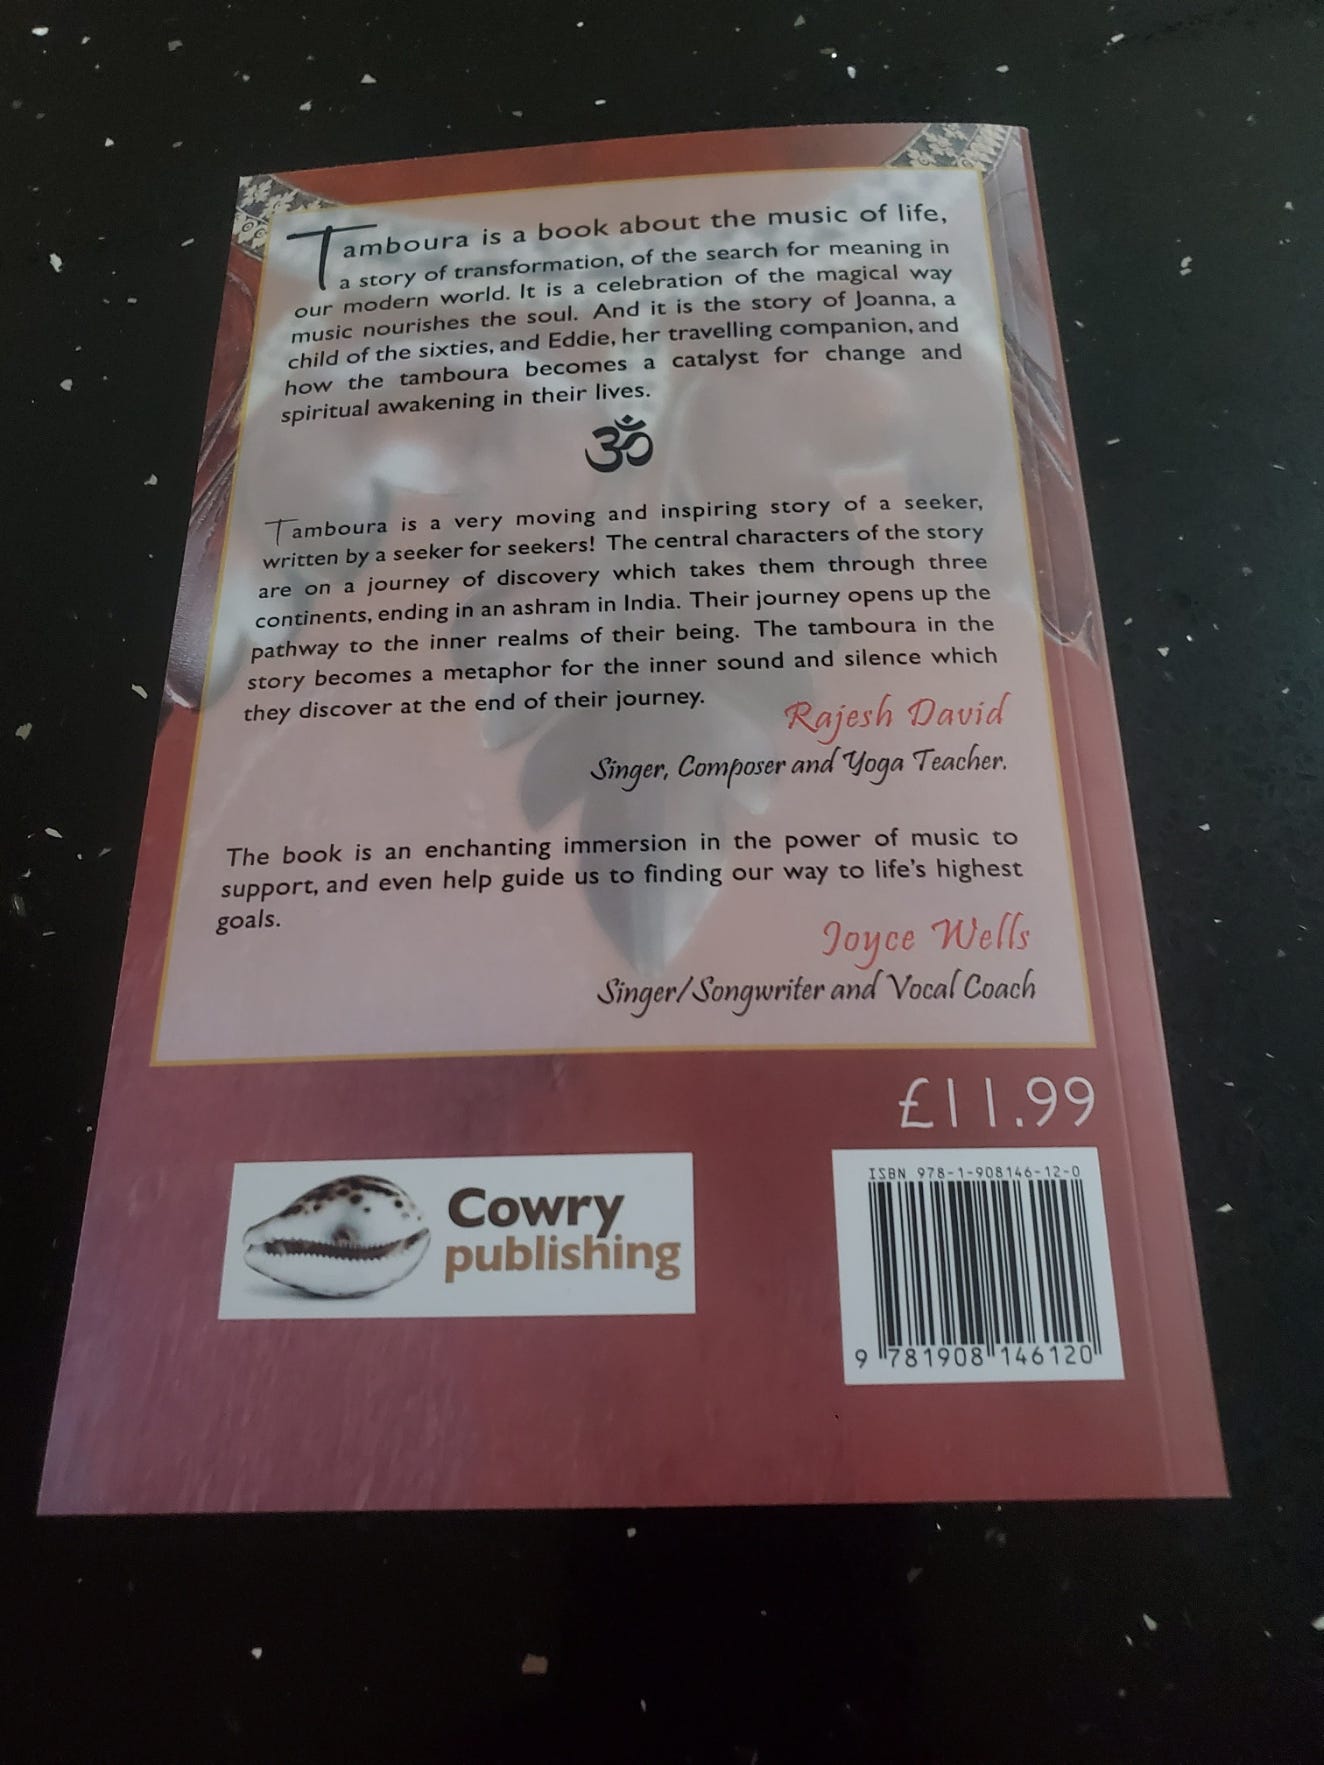 Tamboura is a book about the music of life,
a story of transformation, of the search for meaning in
our modern world. It is a celebration of the magical way
music nourishes the soul. And it is the story of Joanna, a
child of the sixties, and Eddie, her travelling companion, and
how the tamboura becomes a catalyst for change and
spiritual awakening in their lives.
ॐ
Tamboura is a very moving and inspiring story of a seeker,
written by a seeker for seekers! The central characters of the story
are on a journey of discovery which takes them through three
continents, ending in an ashram in India. Their journey opens up the
pathway to the inner realms of their being. The tamboura in the
story becomes a metaphor for the inner sound and silence which
they discover at the end of their journey.
Rajesh David
Singer, Composer and Yoga Teacher.
The book is an enchanting immersion in the power of music to
support, and even help guide us to finding our way to life's highest
goals.
Joyce Wells
Singer/Songwriter and Vocal Coach
£11.99
Cowry
publishing
ISBN 978-1-908146-12-0
9 781908 146120